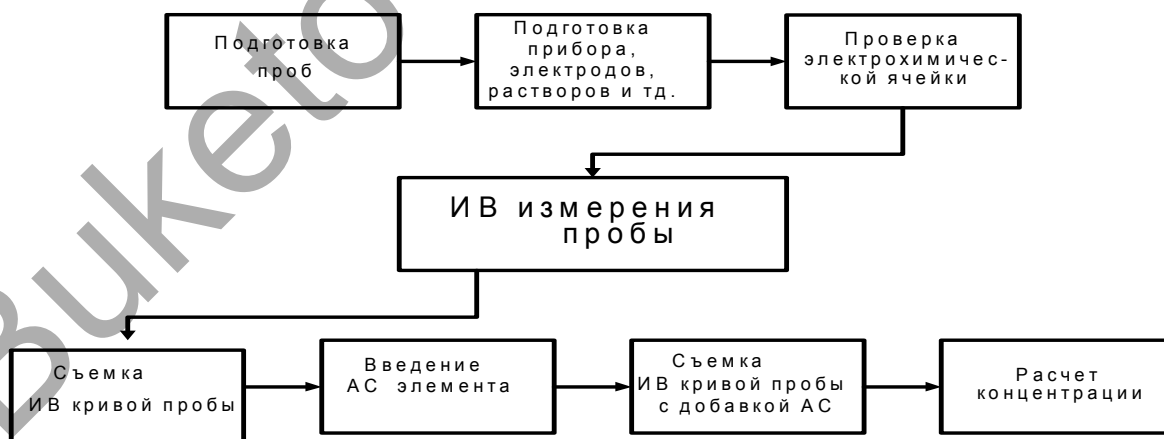 Подготовка
проб
Подготовка
прибора,
электродов,
растворов и тд.
Проверка
электрохимичес-
кой ячейки
ИВ измерения
пробы
Съемка
ИВ кривой пробы
Введение
АС элемента
Съемка
ИВ кривой пробы
с добавкой АС
Расчет
концентрации
Buketo